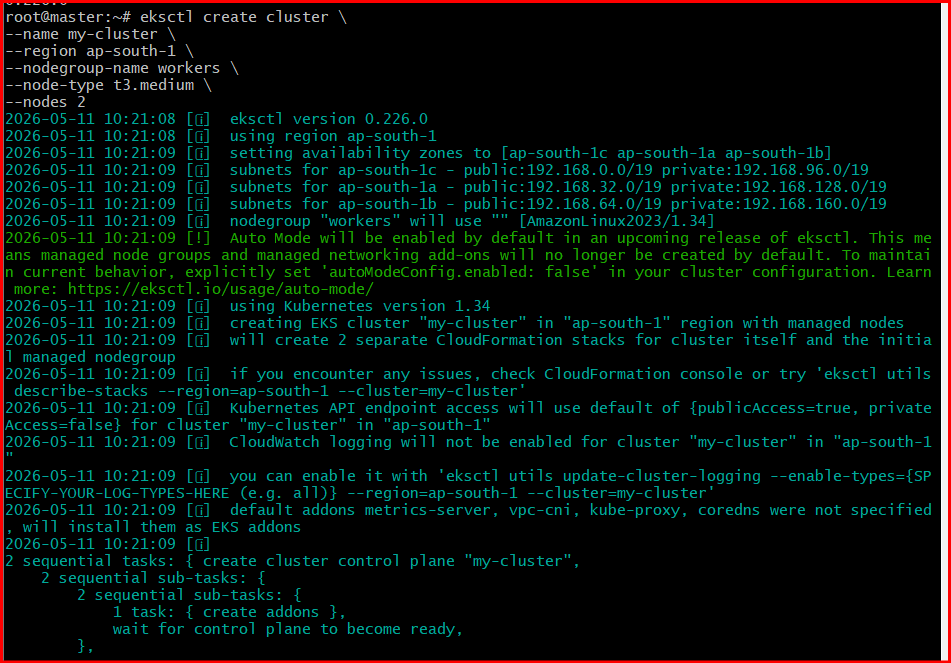 root@master:~# eksctl create cluster \
--name my-cluster \
--region ap-south-1 \
--nodegroup-name workers \
--node-type t3.medium \
--nodes 2
2026-05-11 10:21:08 [ℹ]  eksctl version 0.226.0
2026-05-11 10:21:08 [ℹ]  using region ap-south-1
2026-05-11 10:21:09 [ℹ]  setting availability zones to [ap-south-1c ap-south-1a ap-south-1b]
2026-05-11 10:21:09 [ℹ]  subnets for ap-south-1c - public:192.168.0.0/19 private:192.168.96.0/19
2026-05-11 10:21:09 [ℹ]  subnets for ap-south-1a - public:192.168.32.0/19 private:192.168.128.0/19
2026-05-11 10:21:09 [ℹ]  subnets for ap-south-1b - public:192.168.64.0/19 private:192.168.160.0/19
2026-05-11 10:21:09 [ℹ]  nodegroup "workers" will use "" [AmazonLinux2023/1.34]
2026-05-11 10:21:09 [!]  Auto Mode will be enabled by default in an upcoming release of eksctl. This me
ans managed node groups and managed networking add-ons will no longer be created by default. To maintai
n current behavior, explicitly set 'autoModeConfig.enabled: false' in your cluster configuration. Learn
 more: https://eksctl.io/usage/auto-mode/
2026-05-11 10:21:09 [ℹ]  using Kubernetes version 1.34
2026-05-11 10:21:09 [ℹ]  creating EKS cluster "my-cluster" in "ap-south-1" region with managed nodes
2026-05-11 10:21:09 [ℹ]  will create 2 separate CloudFormation stacks for cluster itself and the initia
l managed nodegroup
2026-05-11 10:21:09 [ℹ]  if you encounter any issues, check CloudFormation console or try 'eksctl utils
 describe-stacks --region=ap-south-1 --cluster=my-cluster'
2026-05-11 10:21:09 [ℹ]  Kubernetes API endpoint access will use default of {publicAccess=true, private
Access=false} for cluster "my-cluster" in "ap-south-1"
2026-05-11 10:21:09 [ℹ]  CloudWatch logging will not be enabled for cluster "my-cluster" in "ap-south-1
"
2026-05-11 10:21:09 [ℹ]  you can enable it with 'eksctl utils update-cluster-logging --enable-types={SP
ECIFY-YOUR-LOG-TYPES-HERE (e.g. all)} --region=ap-south-1 --cluster=my-cluster'
2026-05-11 10:21:09 [ℹ]  default addons metrics-server, vpc-cni, kube-proxy, coredns were not specified
, will install them as EKS addons
2026-05-11 10:21:09 [ℹ]
2 sequential tasks: { create cluster control plane "my-cluster",
    2 sequential sub-tasks: {
        2 sequential sub-tasks: {
            1 task: { create addons },
            wait for control plane to become ready,
        },